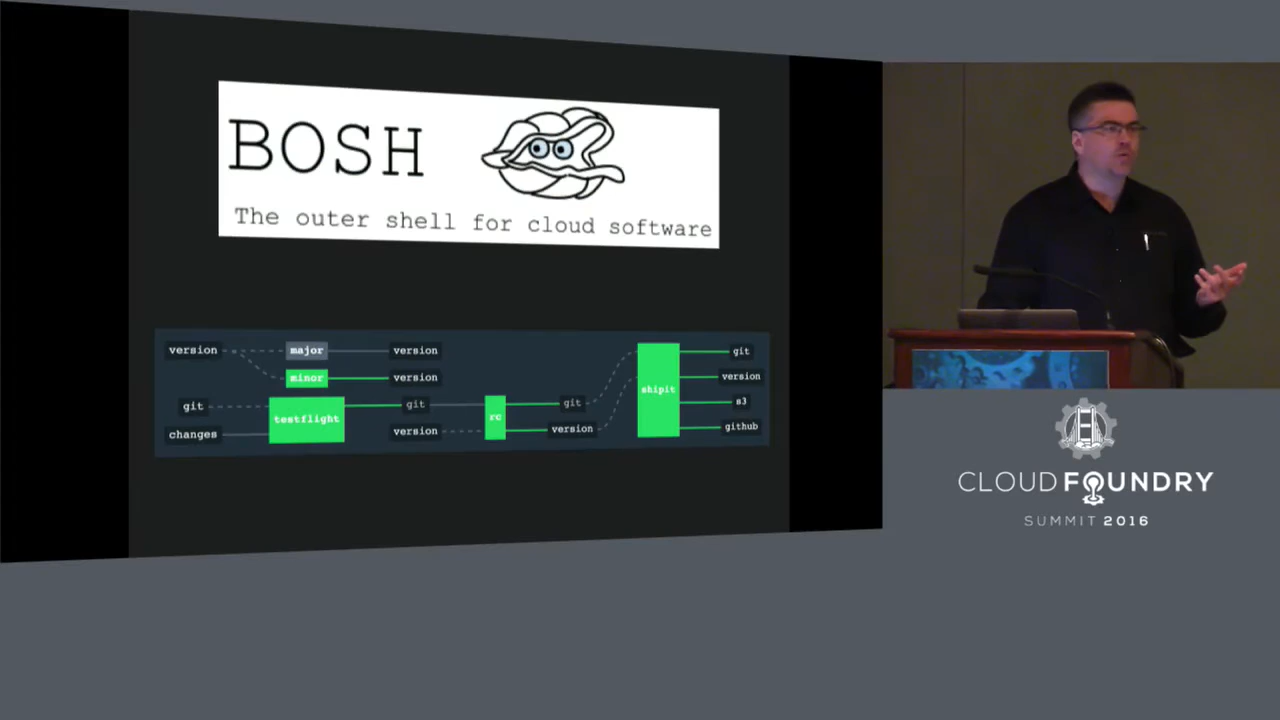 BOSH
The outer shell for cloud software
version major version
minor version
git testflight git rc git shipit git
changes version version version
s3
github
CLOUD FOUNDRY
SUMMIT 2016